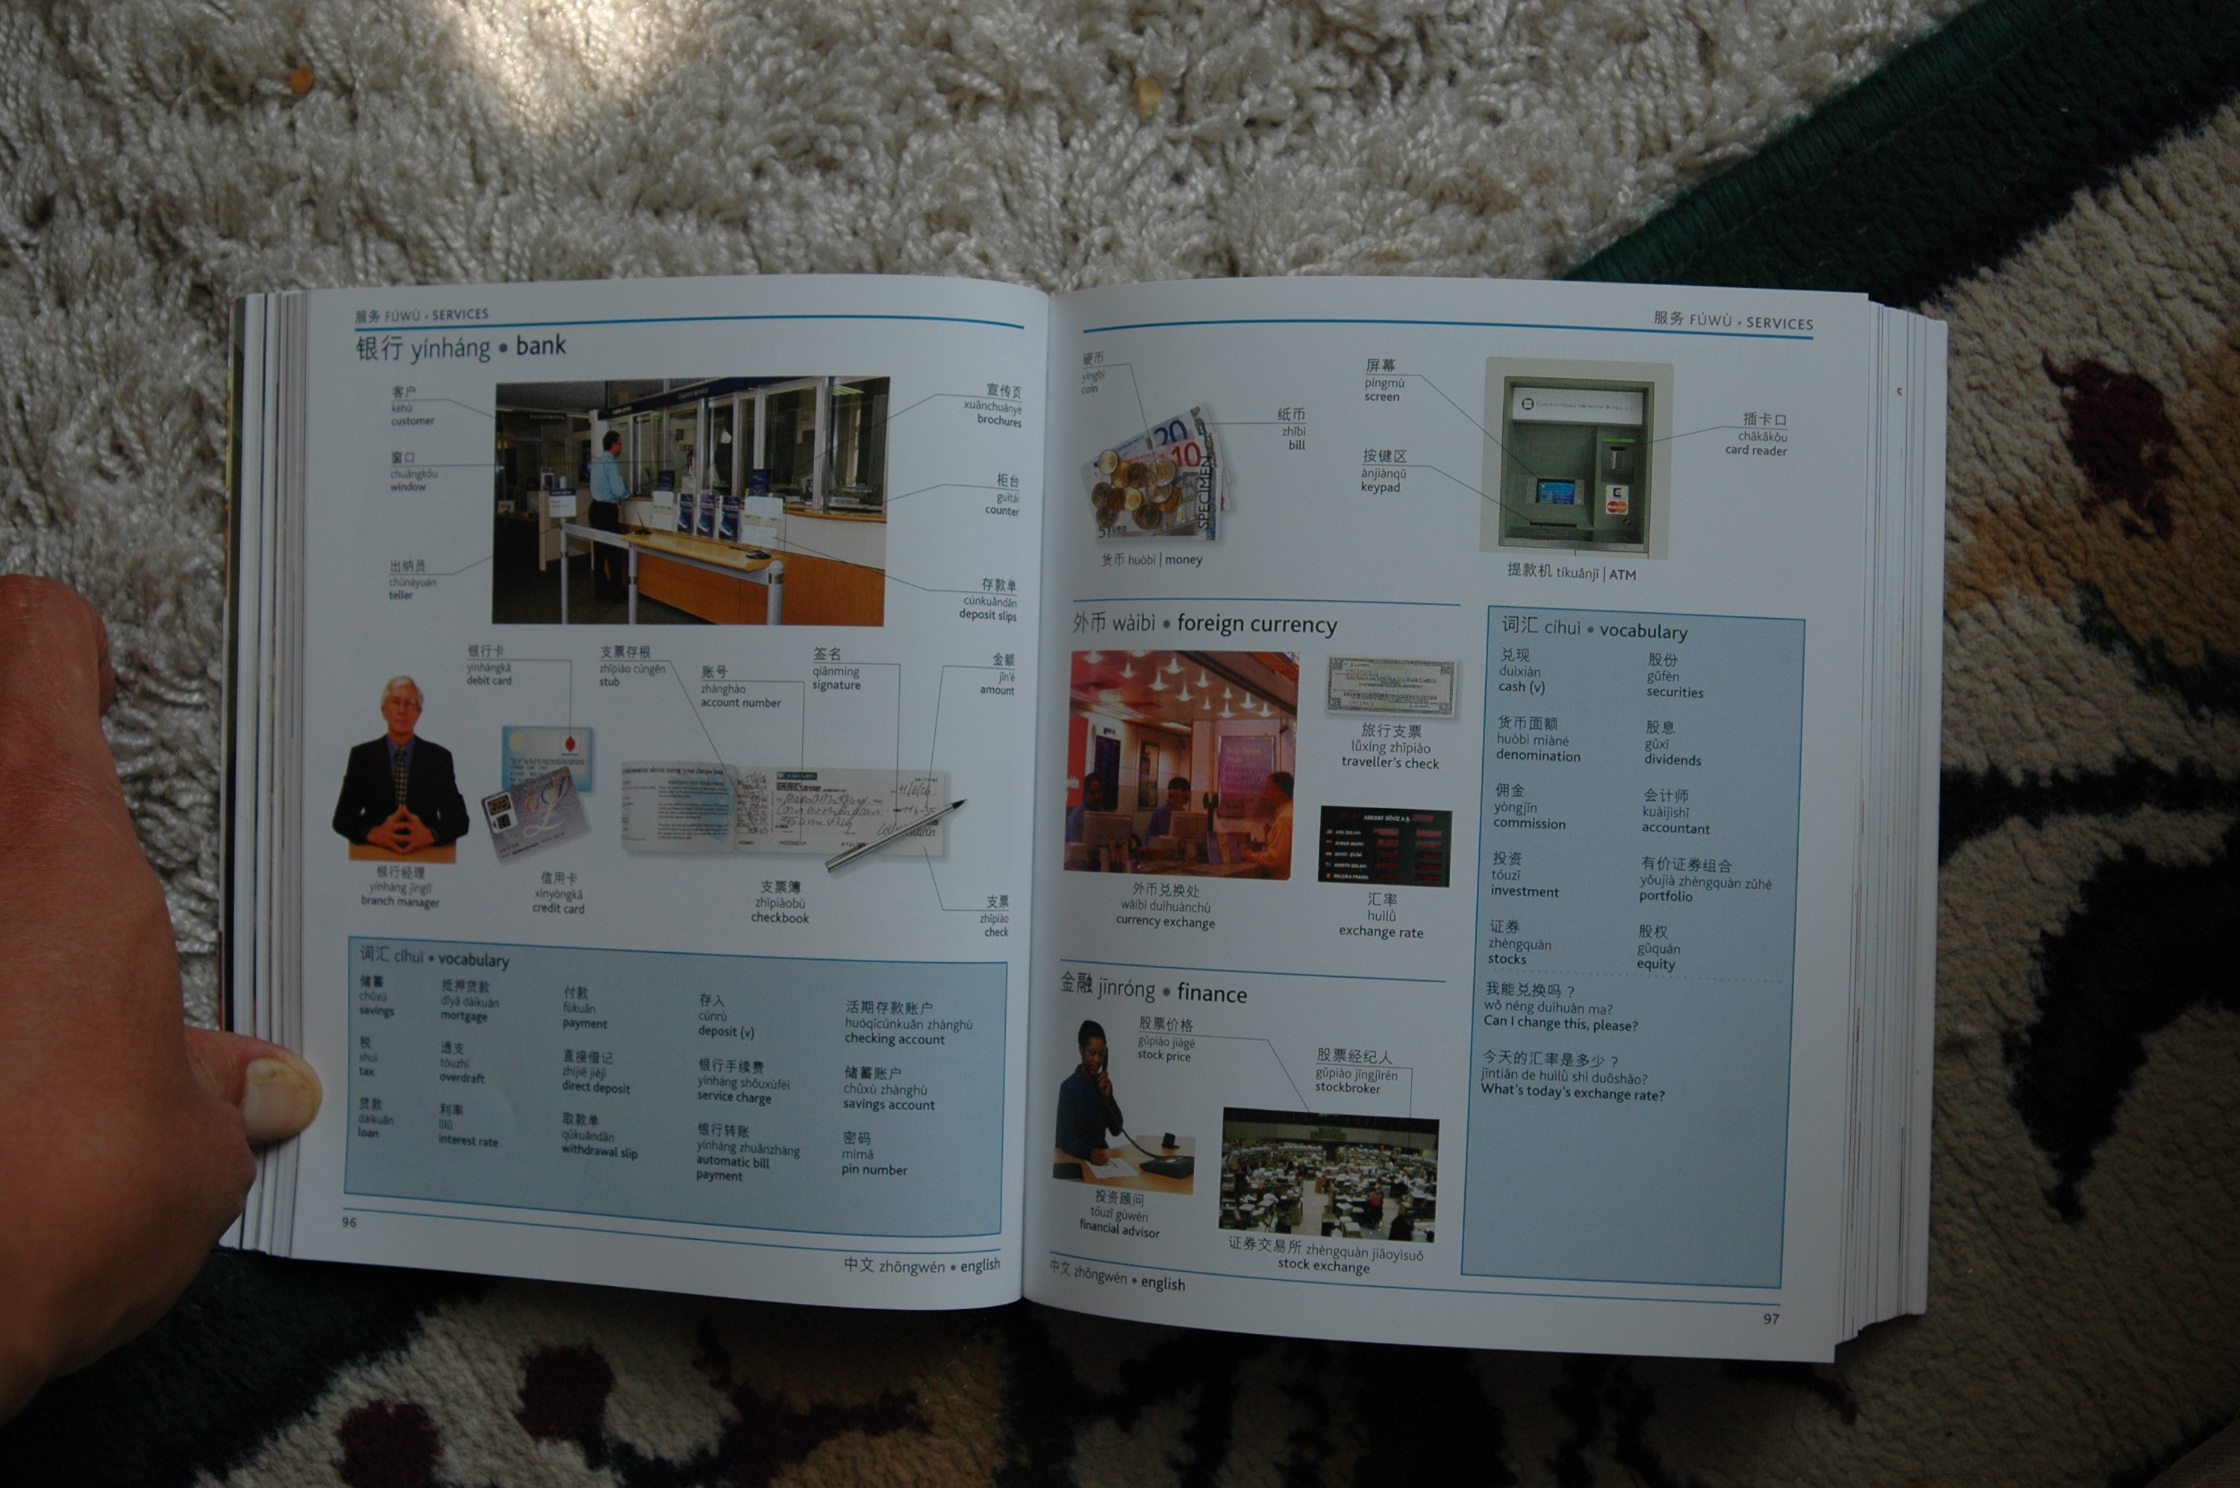 服务 FÚWÙ • SERVICES
银行 yínháng • bank
客户
kèhù
customer
窗口
chuāngkǒu
window
出纳员
chūnàyuán
teller
宣传页
xuānchuányè
brochures
柜台
guìtái
counter
存款单
cúnkuǎndān
deposit slips
银行卡
yínhángkǎ
debit card
支票存根
zhīpiào cúngēn
stub
账号
zhànghào
account number
签名
qiānmíng
signature
金额
jīn'é
amount
银行经理
yínháng jīnglǐ
branch manager
信用卡
xìnyòngkǎ
credit card
支票簿
zhīpiàobù
checkbook
支票
zhīpiào
check
词汇 cíhuì • vocabulary
储蓄
chǔxù
savings
税
shuì
tax
贷款
dàikuǎn
loan
抵押贷款
dǐyā dàikuǎn
mortgage
透支
tòuzhī
overdraft
利率
lìlǜ
interest rate
付款
fùkuǎn
payment
直接借记
zhíjiē jièjì
direct deposit
取款单
qǔkuǎndān
withdrawal slip
存入
cúnrù
deposit (v)
银行手续费
yínháng shǒuxùfèi
service charge
银行转账
yínháng zhuǎnzhàng
automatic bill
payment
活期存款账户
huóqīcúnkuǎn zhànghù
checking account
储蓄账户
chǔxù zhànghù
savings account
密码
mìmǎ
pin number
96
中文 zhōngwén • english
服务 FÚWÙ • SERVICES
硬币
yìngbì
coin
纸币
zhǐbì
bill
20
10
SPECIMEN
5 EURO
货币 huòbì | money
屏幕
píngmù
screen
按键区
ànjiànqū
keypad
插卡口
chākǎkǒu
card reader
提款机 tíkuǎnjī | ATM
外币 wàibì • foreign currency
外币兑换处
wàibì duìhuànchù
currency exchange
旅行支票
lǚxíng zhīpiào
traveller's check
汇率
huìlǜ
exchange rate
金融 jīnróng • finance
股票价格
gǔpiào jiàgé
stock price
股票经纪人
gǔpiào jīngjìrén
stockbroker
投资顾问
tóuzī gùwèn
financial advisor
证券交易所 zhèngquàn jiāoyìsuǒ
stock exchange
词汇 cíhuì • vocabulary
兑现
duìxiàn
cash (v)
货币面额
huòbì miàné
denomination
佣金
yòngjīn
commission
投资
tóuzī
investment
证券
zhèngquàn
stocks
股份
gǔfèn
securities
股息
gǔxī
dividends
会计师
kuàijìshī
accountant
有价证券组合
yǒujià zhèngquàn zǔhé
portfolio
股权
gǔquán
equity
我能兑换吗？
wǒ néng duìhuàn ma?
Can I change this, please?
今天的汇率是多少？
jīntiān de huìlǜ shì duōshǎo?
What's today's exchange rate?
中文 zhōngwén • english
97